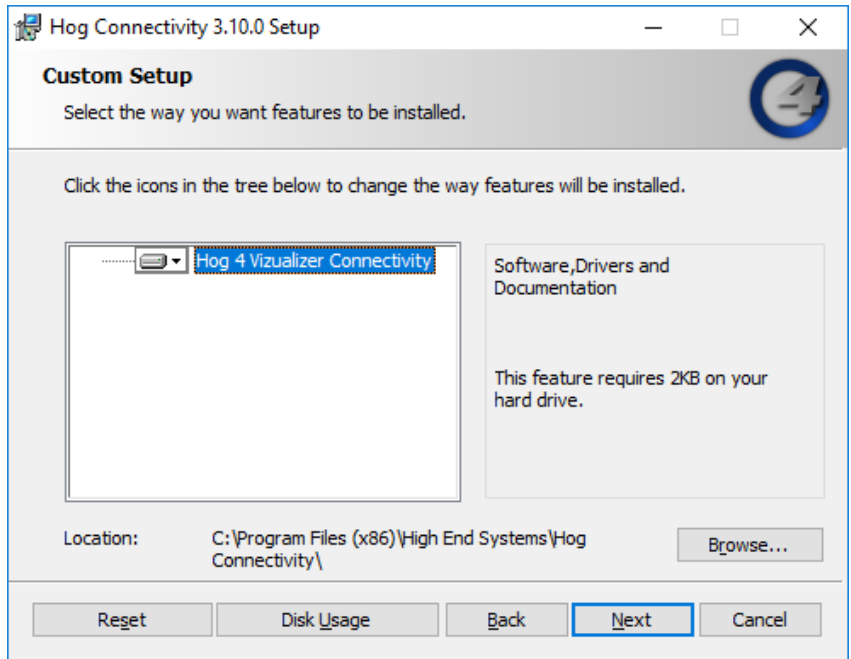 Hog Connectivity 3.10.0 Setup
Custom Setup
Select the way you want features to be installed.
4
Click the icons in the tree below to change the way features will be installed.
Hog 4 Vizualizer Connectivity
Software,Drivers and
Documentation
This feature requires 2KB on your
hard drive.
Location:
C:\Program Files (x86)\High End Systems\Hog
Connectivity\
Browse...
Reset
Disk Usage
Back
Next
Cancel